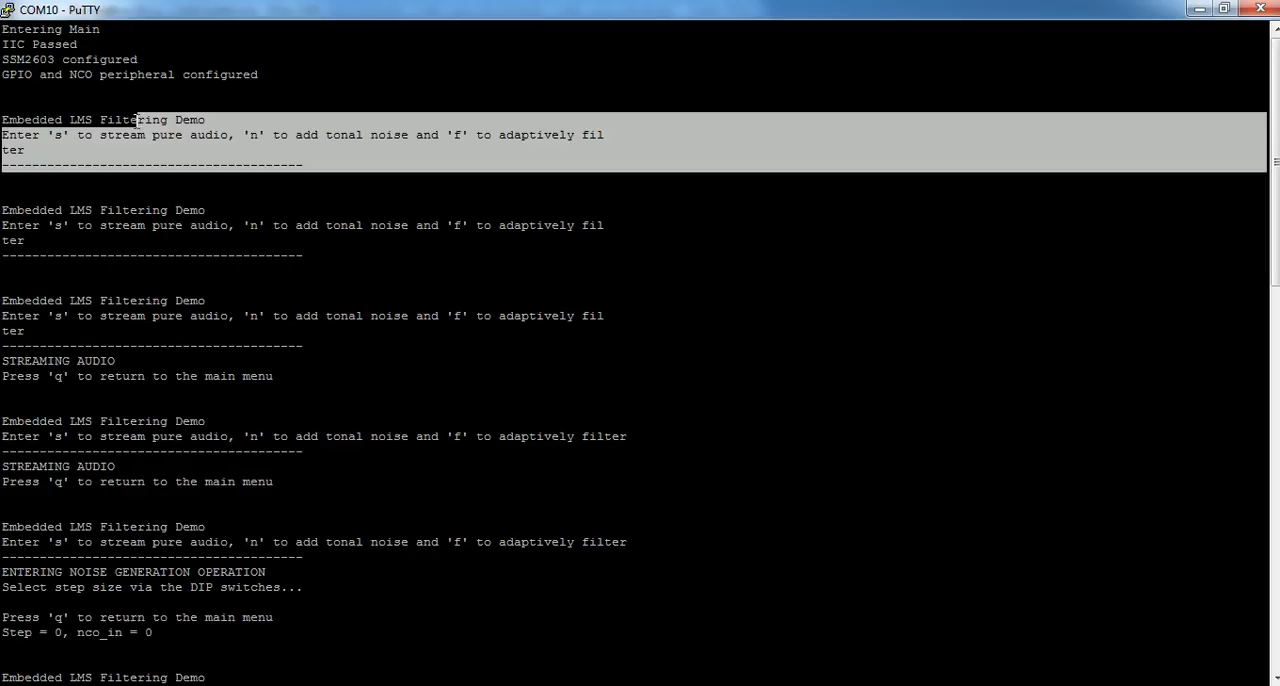 COM10 - PuTTY
Entering Main
IIC Passed
SSM2603 configured
GPIO and NCO peripheral configured
Embedded LMS Filtering Demo
Enter 's' to stream pure audio, 'n' to add tonal noise and 'f' to adaptively fil
ter
----------------------------------------
Embedded LMS Filtering Demo
Enter 's' to stream pure audio, 'n' to add tonal noise and 'f' to adaptively fil
ter
----------------------------------------
Embedded LMS Filtering Demo
Enter 's' to stream pure audio, 'n' to add tonal noise and 'f' to adaptively fil
ter
----------------------------------------
STREAMING AUDIO
Press 'q' to return to the main menu
Embedded LMS Filtering Demo
Enter 's' to stream pure audio, 'n' to add tonal noise and 'f' to adaptively filter
----------------------------------------
STREAMING AUDIO
Press 'q' to return to the main menu
Embedded LMS Filtering Demo
Enter 's' to stream pure audio, 'n' to add tonal noise and 'f' to adaptively filter
----------------------------------------
ENTERING NOISE GENERATION OPERATION
Select step size via the DIP switches...
Press 'q' to return to the main menu
Step = 0, nco_in = 0
Embedded LMS Filtering Demo